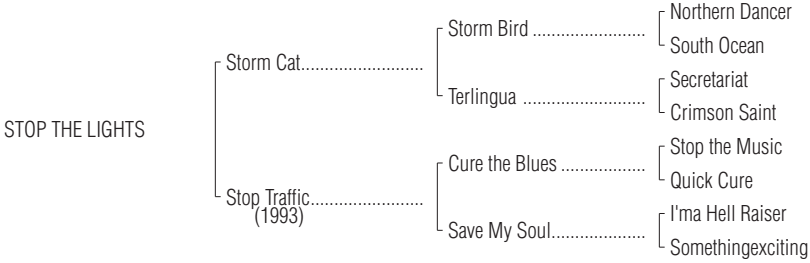 Northern Dancer
Storm Bird .......................
South Ocean
Storm Cat.........................
Secretariat
Terlingua .........................
Crimson Saint
STOP THE LIGHTS
Stop the Music
Cure the Blues .................
Quick Cure
Stop Traffic.......................
(1993)
I'ma Hell Raiser
Save My Soul...................
Somethingexciting